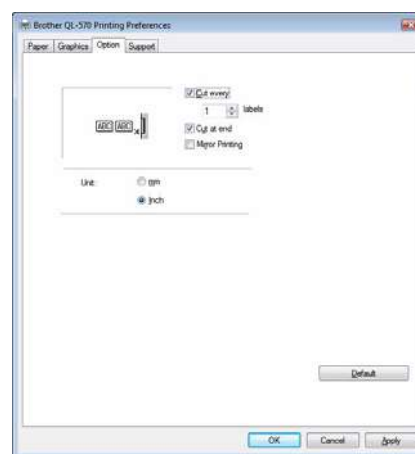 Brother QL-570 Printing Preferences
Paper Graphics Option Support
Cut every
1 labels
ABC ABC
Cut at end
Mirror Printing
Unit: mm
Inch
Default
OK Cancel Apply